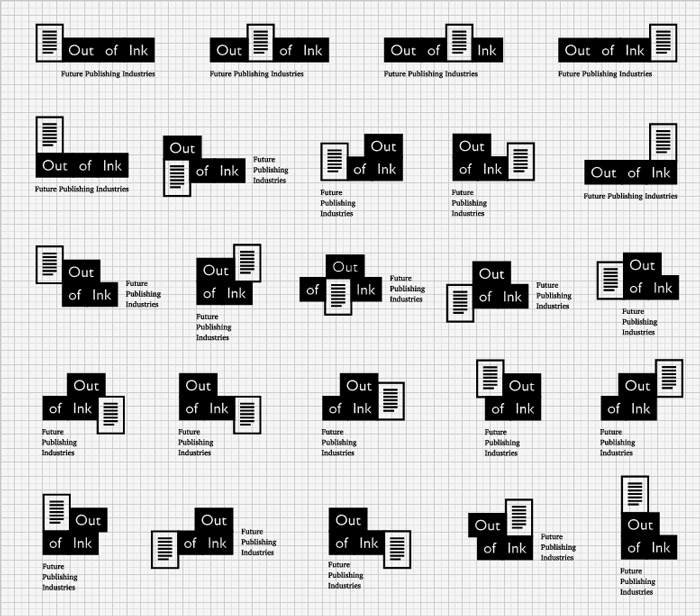 Out of Ink
Future Publishing Industries
Out of Ink
Future Publishing Industries
Out of Ink
Future Publishing Industries
Out of Ink
Future Publishing Industries
Out of Ink
Future Publishing Industries
Out
of Ink
Future
Publishing
Industries
Out
of Ink
Future
Publishing
Industries
Out
of Ink
Future
Publishing
Industries
Out of Ink
Future Publishing Industries
Out
of Ink
Future
Publishing
Industries
Out
of Ink
Future
Publishing
Industries
Out
of Ink
Future
Publishing
Industries
Out
of Ink
Future
Publishing
Industries
Out
of Ink
Future
Publishing
Industries
Out
of Ink
Future
Publishing
Industries
Out
of Ink
Future
Publishing
Industries
Out
of Ink
Future
Publishing
Industries
Out
of Ink
Future
Publishing
Industries
Out
of Ink
Future
Publishing
Industries
Out
of Ink
Future
Publishing
Industries
Out
of Ink
Future
Publishing
Industries
Out
of Ink
Future
Publishing
Industries
Out
of Ink
Future
Publishing
Industries
Out
of Ink
Future
Publishing
Industries